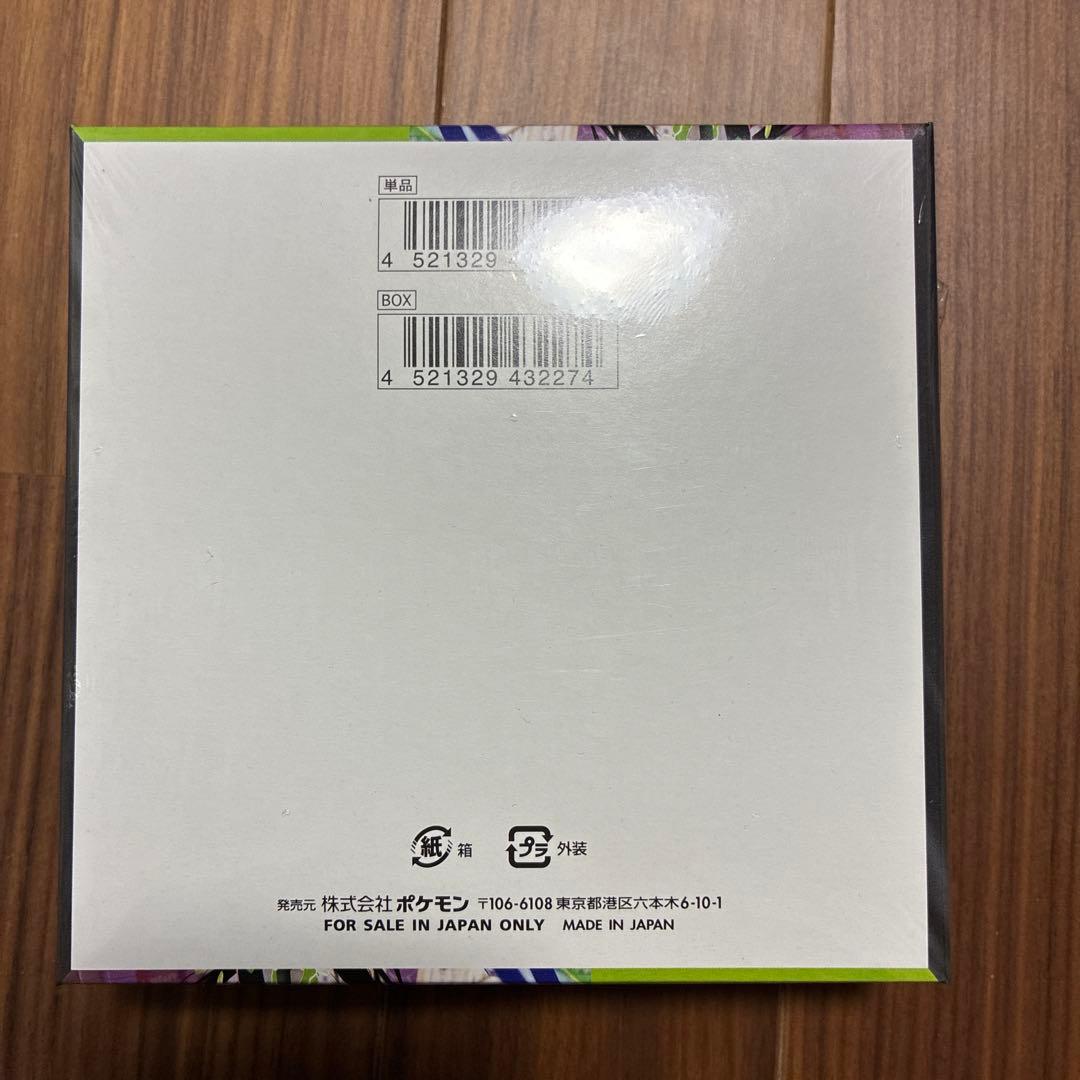 単品
4 521329
BOX
4 521329 432274
紙 箱 プラ 外装
発売元 株式会社 ポケモン 〒106-6108 東京都港区六本木6-10-1
FOR SALE IN JAPAN ONLY MADE IN JAPAN